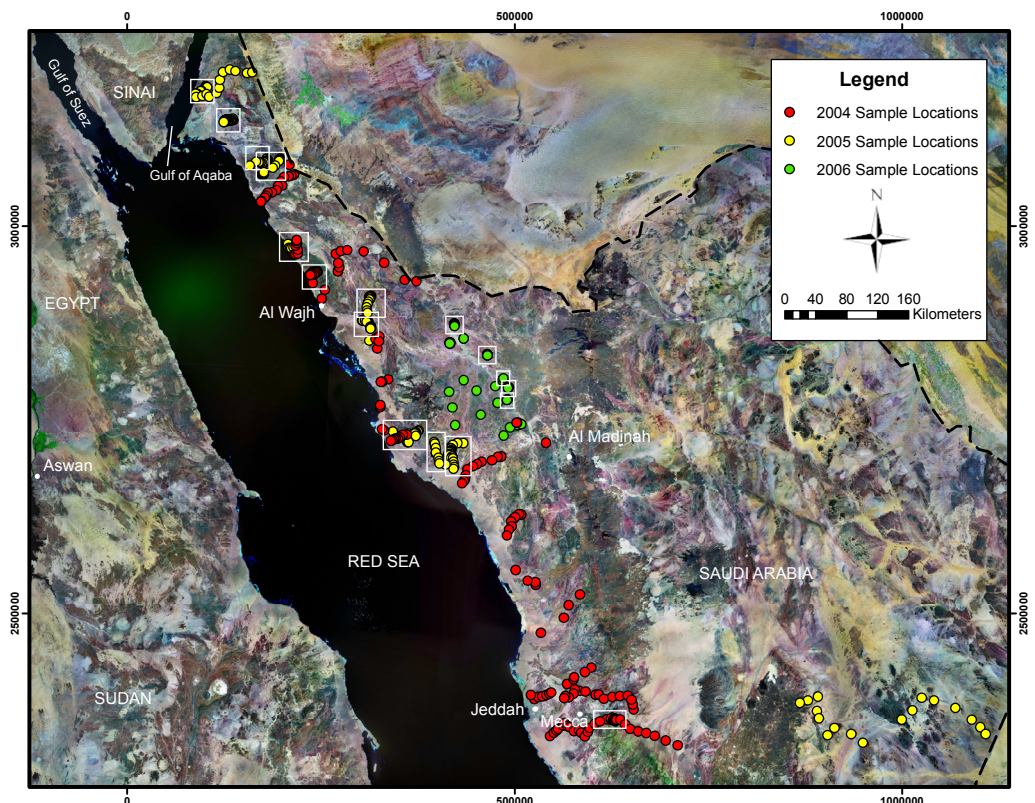 0
500000
1000000
Legend
2004 Sample Locations
2005 Sample Locations
2006 Sample Locations
N
0 40 80 120 160
Kilometers
SINAI
Gulf of Suez
Gulf of Aqaba
3000000
3000000
EGYPT
Al Wajh
Al Madinah
Aswan
RED SEA
SAUDI ARABIA
2500000
2500000
SUDAN
Jeddah
Mecca
0
500000
1000000